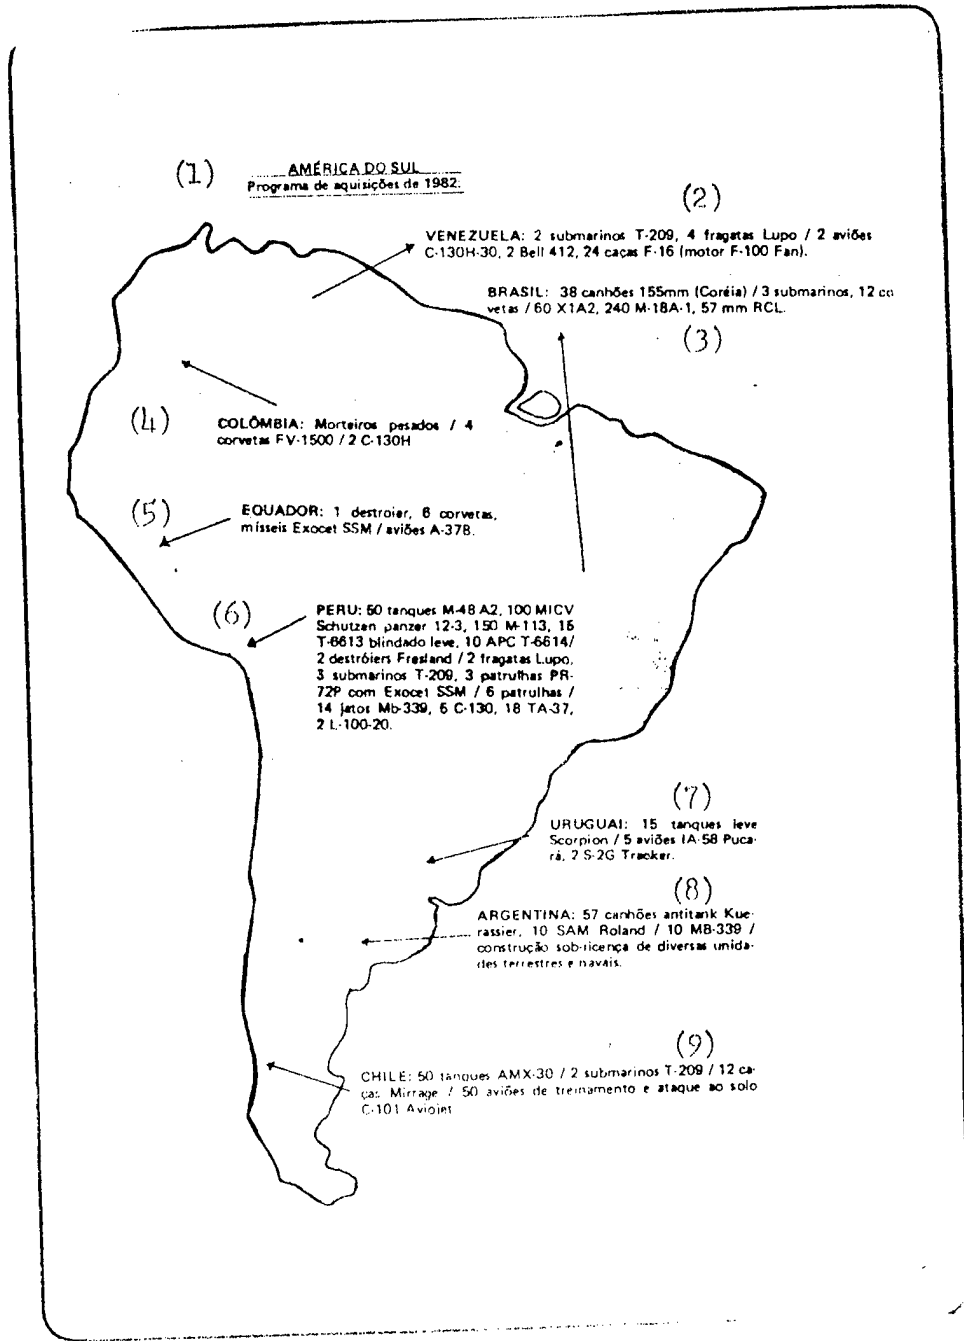 (1)
AMÉRICA DO SUL
Programa de aquisições de 1982.
(2)
VENEZUELA: 2 submarinos T-209, 4 fragatas Lupo / 2 aviões
C-130H-30, 2 Bell 412, 24 caças F-16 (motor F-100 Fan).
BRASIL: 38 canhões 155mm (Coréia) / 3 submarinos, 12 co
vetas / 60 X1A2, 240 M-18A-1, 57 mm RCL.
(3)
(4)
COLÔMBIA: Morteiros pesados / 4
corvetas FV-1500 / 2 C-130H
(5)
EQUADOR: 1 destroier, 6 corvetas,
mísseis Exocet SSM / aviões A-37B.
(6)
PERU: 50 tanques M-48 A2, 100 MICV
Schutzen panzer 12-3, 150 M-113, 15
T-6613 blindado leve, 10 APC T-6614/
2 destróiers Fresland / 2 fragatas Lupo,
3 submarinos T-209, 3 patrulhas PR-
72P com Exocet SSM / 6 patrulhas /
14 jatos Mb-339, 6 C-130, 18 TA-37,
2 L-100-20.
(7)
URUGUAI: 15 tanques leve
Scorpion / 5 aviões IA-58 Puca-
rá, 2 S-2G Tracker.
(8)
ARGENTINA: 57 canhões antitank Kue-
rassier, 10 SAM Roland / 10 MB-339 /
construção sob-licença de diversas unida-
des terrestres e navais.
(9)
CHILE: 50 tanques AMX-30 / 2 submarinos T-209 / 12 ca-
ças Mirrage / 50 aviões de treinamento e ataque ao solo
C-101 Aviojet